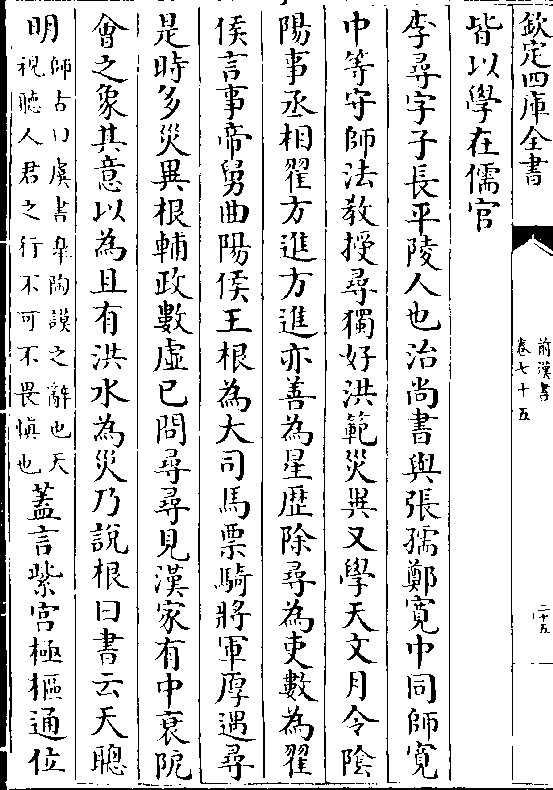 欽定四庫全書
前漢書
卷七十五
二十五
皆以學在儒官
李尋字子長平陵人也治尚書與張孺鄭寬中同師寛
中等守師法教授尋獨好洪範災異又學天文月令隂
陽事丞相翟方進方進亦善為星歴除尋為吏數為翟
侯言事帝舅曲陽侯王根為大司馬票騎將軍厚遇尋
是時多災異根輔政數虚已問尋尋見漢家有中衰阸
會之象其意以為且有洪水為災乃說根曰書云天聰
明師古曰虞書臯陶謨之辭也天
視聽人君之行不可不畏慎也蓋言紫宫極樞通位